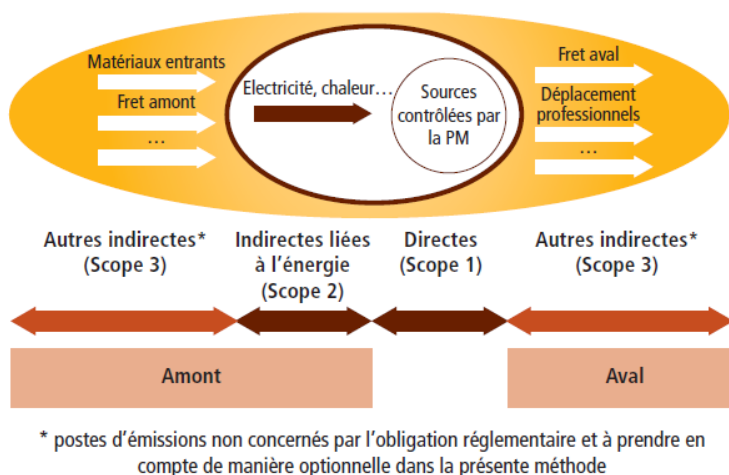 Matériaux entrants
Fret amont
…
Electricité, chaleur…
Sources
contrôlées par
la PM
Fret aval
Déplacement
professionnels
…
Autres indirectes*
(Scope 3)
Indirectes liées
à l’énergie
(Scope 2)
Directes
(Scope 1)
Autres indirectes*
(Scope 3)
Amont
Aval
* postes d’émissions non concernés par l’obligation réglementaire et à prendre en
compte de manière optionnelle dans la présente méthode